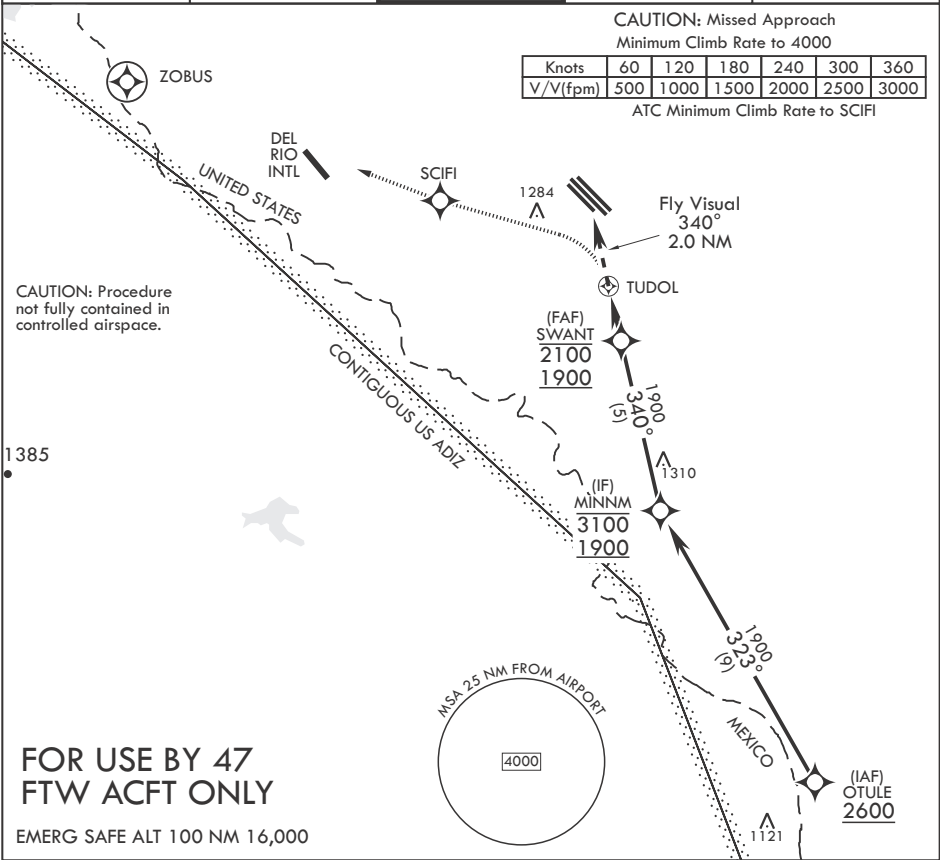 CAUTION: Missed Approach
Minimum Climb Rate to 4000
Knots 60 120 180 240 300 360
V/V(fpm) 500 1000 1500 2000 2500 3000
ATC Minimum Climb Rate to SCIFI
ZOBUS
DEL
RIO
INTL
SCIFI
1284
UNITED STATES
Fly Visual
340°
2.0 NM
TUDOL
CAUTION: Procedure
not fully contained in
controlled airspace.
(FAF)
SWANT
2100
1900
CONTIGUOUS US ADIZ
1900
340°
(5)
1385
1310
(IF)
MINNM
3100
1900
1900
323°
(9)
MSA 25 NM FROM AIRPORT
4000
MEXICO
(IAF)
OTULE
2600
1121
FOR USE BY 47
FTW ACFT ONLY
EMERG SAFE ALT 100 NM 16,000